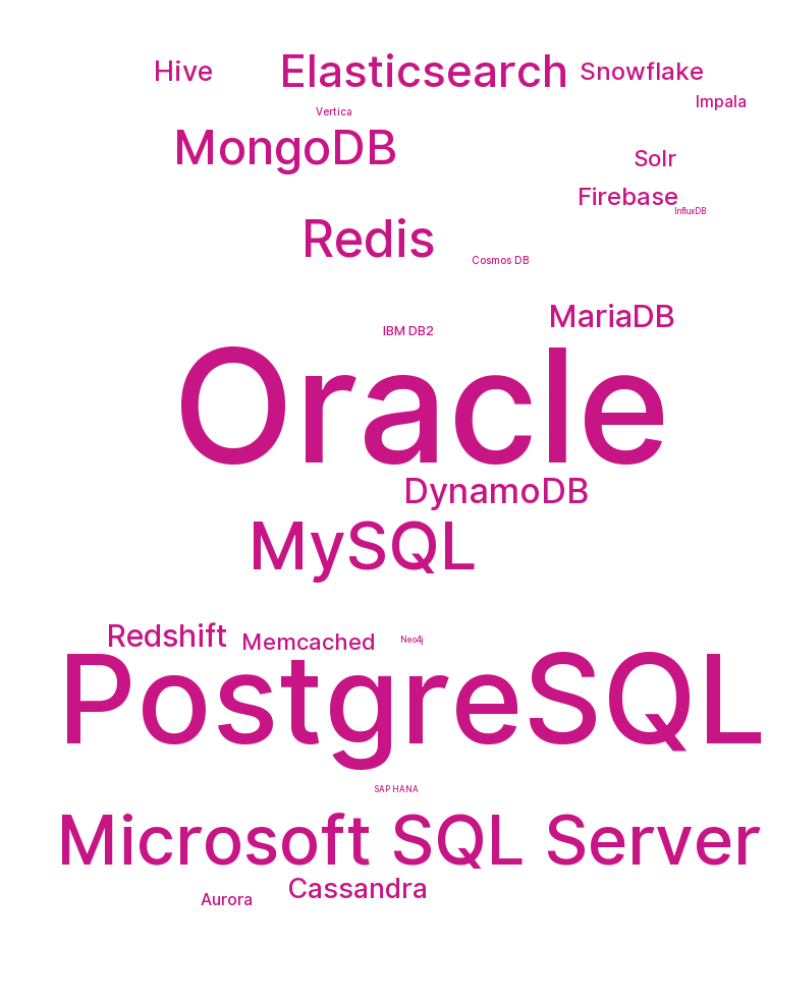 Hive
Elasticsearch
Snowflake
Impala
Vertica
MongoDB
Solr
Firebase
InfluxDB
Redis
Cosmos DB
MariaDB
IBM DB2
Oracle
DynamoDB
MySQL
Redshift
Memcached
Neo4j
PostgreSQL
SAP HANA
Microsoft SQL Server
Cassandra
Aurora